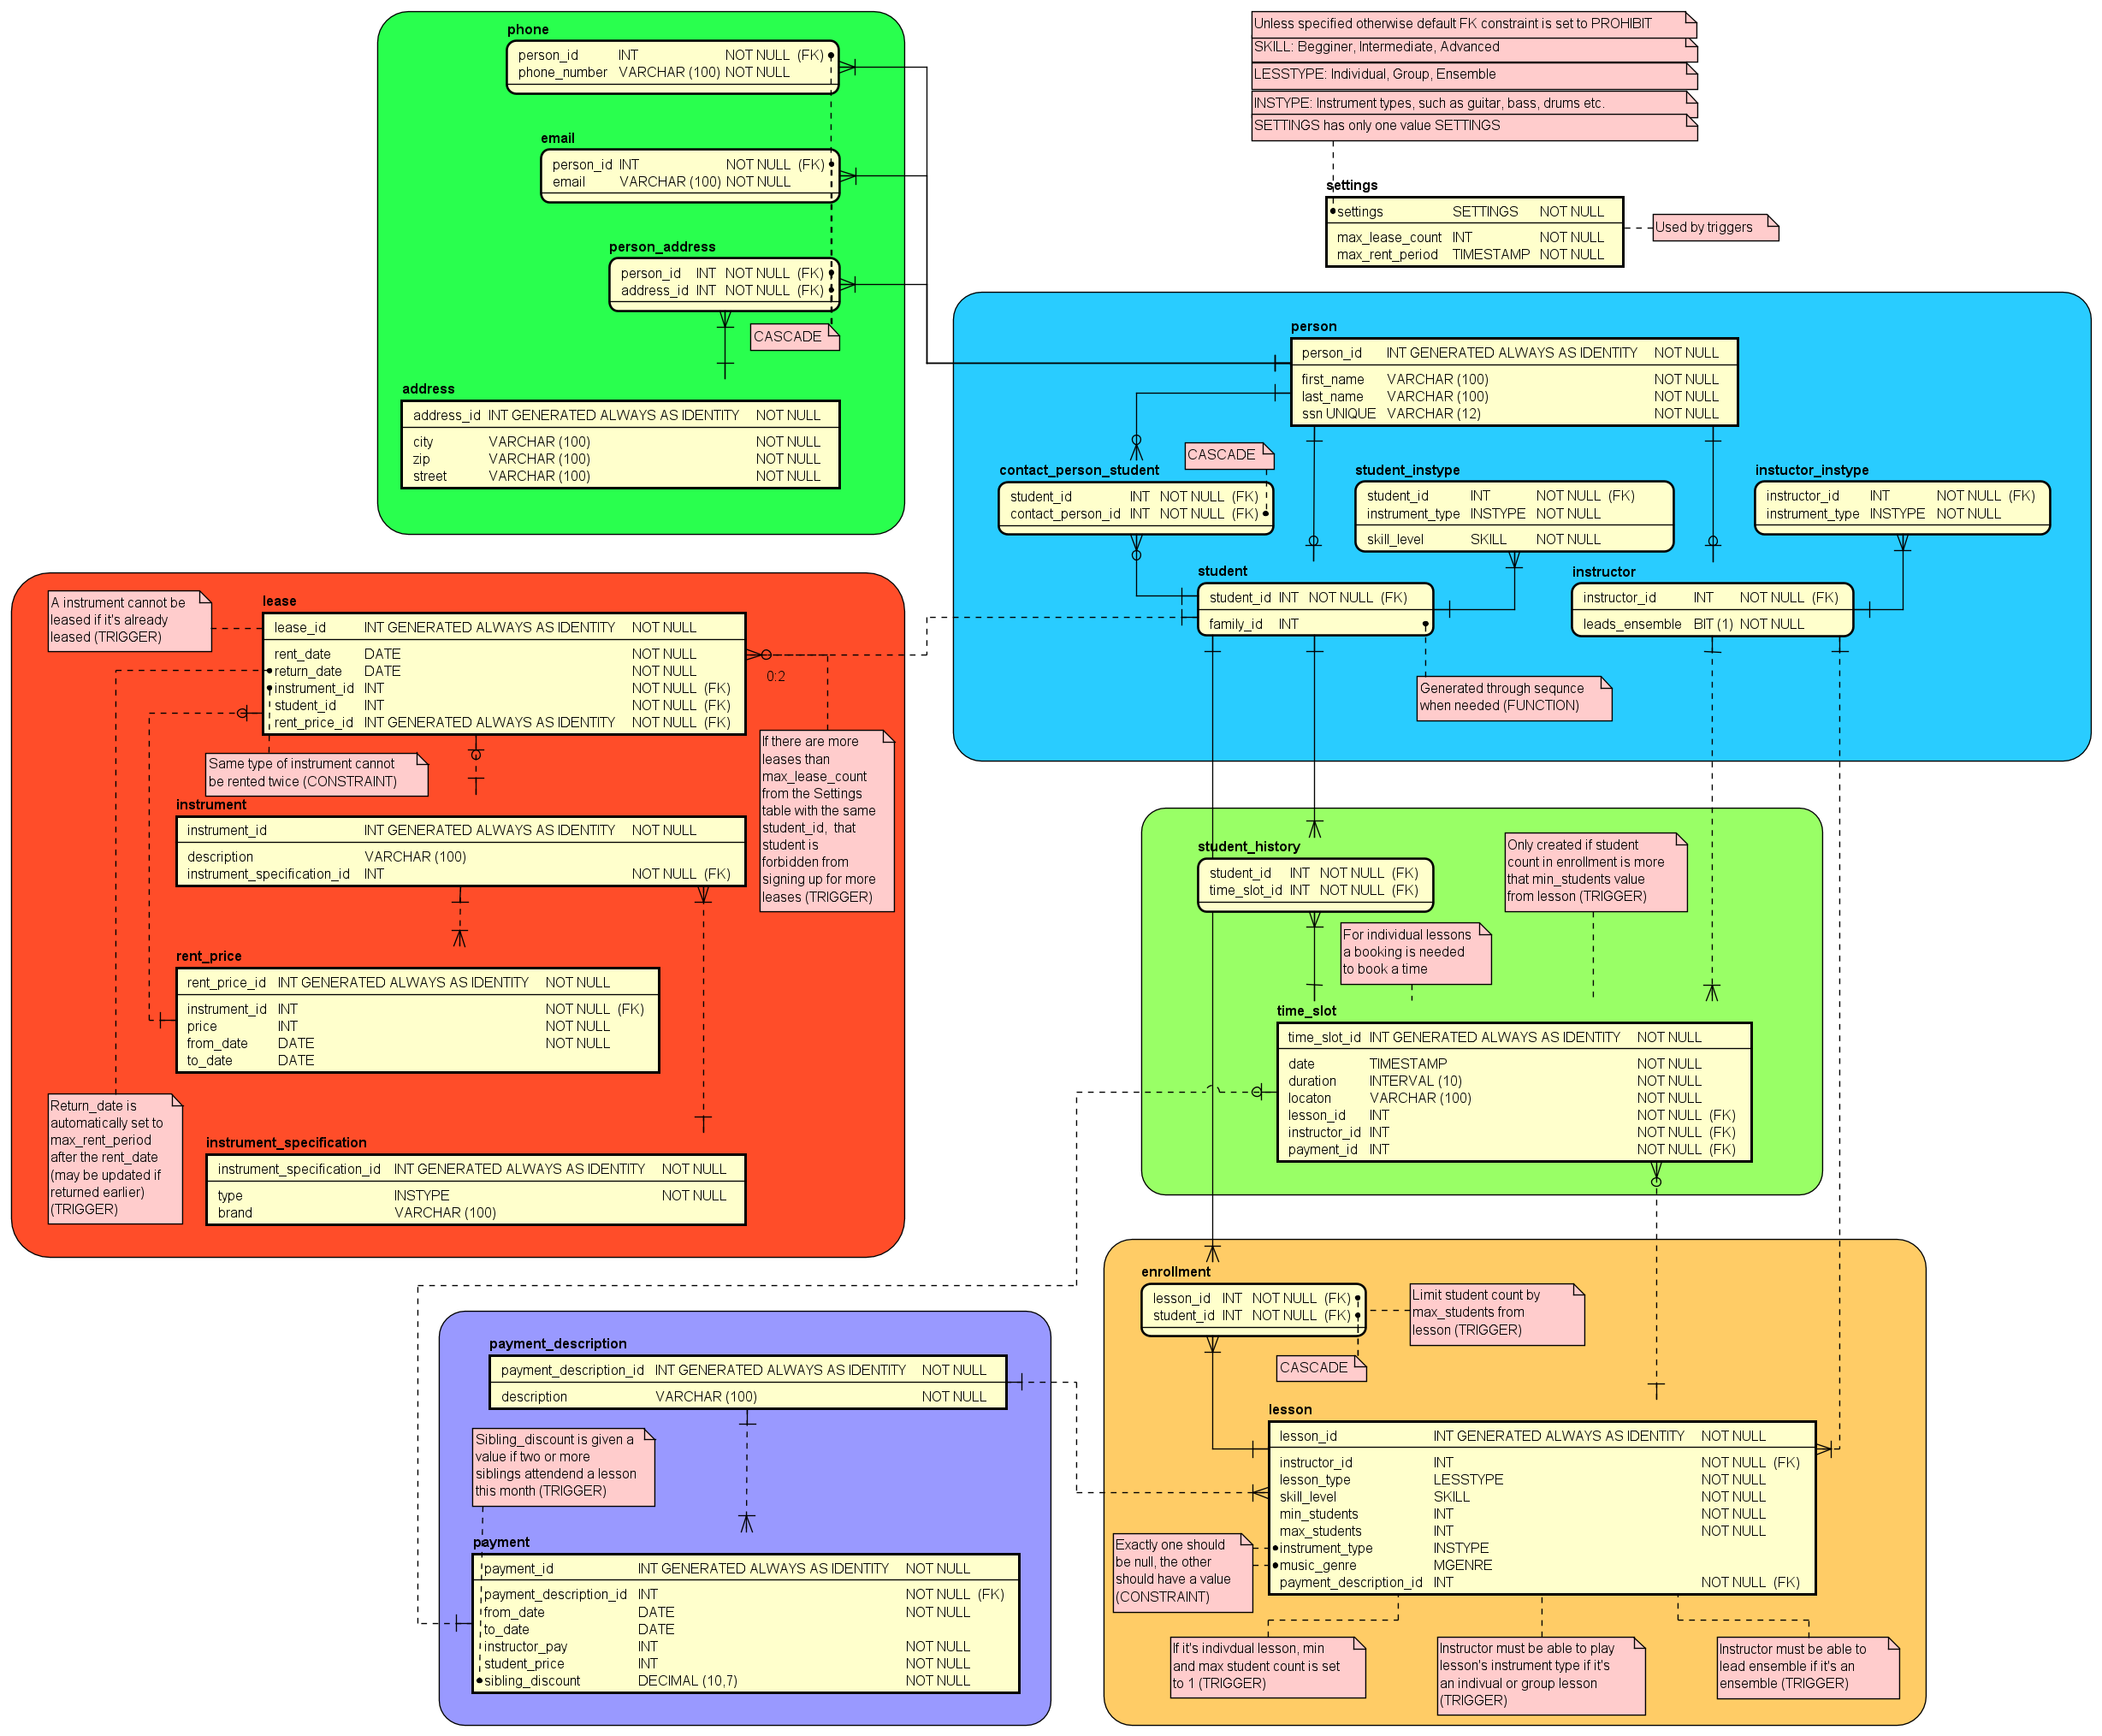 phone
person_id INT NOT NULL (FK)
phone_number VARCHAR (100) NOT NULL
email
person_id INT NOT NULL (FK)
email VARCHAR (100) NOT NULL
person_address
person_id INT NOT NULL (FK)
address_id INT NOT NULL (FK)
CASCADE
address
address_id INT GENERATED ALWAYS AS IDENTITY NOT NULL
city VARCHAR (100) NOT NULL
zip VARCHAR (100) NOT NULL
street VARCHAR (100) NOT NULL
Unless specified otherwise default FK constraint is set to PROHIBIT
SKILL: Begginer, Intermediate, Advanced
LESSTYPE: Individual, Group, Ensemble
INSTYPE: Instrument types, such as guitar, bass, drums etc.
SETTINGS has only one value SETTINGS
settings
settings SETTINGS NOT NULL
max_lease_count INT NOT NULL
max_rent_period TIMESTAMP NOT NULL
Used by triggers
person
person_id INT GENERATED ALWAYS AS IDENTITY NOT NULL
first_name VARCHAR (100) NOT NULL
last_name VARCHAR (100) NOT NULL
ssn UNIQUE VARCHAR (12) NOT NULL
CASCADE
contact_person_student
student_id INT NOT NULL (FK)
contact_person_id INT NOT NULL (FK)
student_instype
student_id INT NOT NULL (FK)
instrument_type INSTYPE NOT NULL
skill_level SKILL NOT NULL
instuctor_instype
instructor_id INT NOT NULL (FK)
instrument_type INSTYPE NOT NULL
student
student_id INT NOT NULL (FK)
family_id INT
instructor
instructor_id INT NOT NULL (FK)
leads_ensemble BIT (1) NOT NULL
Generated through sequnce
when needed (FUNCTION)
A instrument cannot be
leased if it's already
leased (TRIGGER)
lease
lease_id INT GENERATED ALWAYS AS IDENTITY NOT NULL
rent_date DATE NOT NULL
return_date DATE NOT NULL
instrument_id INT NOT NULL (FK)
student_id INT NOT NULL (FK)
rent_price_id INT GENERATED ALWAYS AS IDENTITY NOT NULL (FK)
0:2
Same type of instrument cannot
be rented twice (CONSTRAINT)
If there are more
leases than
max_lease_count
from the Settings
table with the same
student_id, that
student is
forbidden from
signing up for more
leases (TRIGGER)
instrument
instrument_id INT GENERATED ALWAYS AS IDENTITY NOT NULL
description VARCHAR (100)
instrument_specification_id INT NOT NULL (FK)
rent_price
rent_price_id INT GENERATED ALWAYS AS IDENTITY NOT NULL
instrument_id INT NOT NULL (FK)
price INT NOT NULL
from_date DATE NOT NULL
to_date DATE
Return_date is
automatically set to
max_rent_period
after the rent_date
(may be updated if
returned earlier)
(TRIGGER)
instrument_specification
instrument_specification_id INT GENERATED ALWAYS AS IDENTITY NOT NULL
type INSTYPE NOT NULL
brand VARCHAR (100)
student_history
student_id INT NOT NULL (FK)
time_slot_id INT NOT NULL (FK)
Only created if student
count in enrollment is more
that min_students value
from lesson (TRIGGER)
For individual lessons
a booking is needed
to book a time
time_slot
time_slot_id INT GENERATED ALWAYS AS IDENTITY NOT NULL
date TIMESTAMP NOT NULL
duration INTERVAL (10) NOT NULL
locaton VARCHAR (100) NOT NULL
lesson_id INT NOT NULL (FK)
instructor_id INT NOT NULL (FK)
payment_id INT NOT NULL (FK)
enrollment
lesson_id INT NOT NULL (FK)
student_id INT NOT NULL (FK)
CASCADE
Limit student count by
max_students from
lesson (TRIGGER)
lesson
lesson_id INT GENERATED ALWAYS AS IDENTITY NOT NULL
instructor_id INT NOT NULL (FK)
lesson_type LESSTYPE NOT NULL
skill_level SKILL NOT NULL
min_students INT NOT NULL
max_students INT NOT NULL
instrument_type INSTYPE
music_genre MGENRE
payment_description_id INT NOT NULL (FK)
Exactly one should
be null, the other
should have a value
(CONSTRAINT)
If it's indivdual lesson, min
and max student count is set
to 1 (TRIGGER)
Instructor must be able to play
lesson's instrument type if it's
an indivual or group lesson
(TRIGGER)
Instructor must be able to
lead ensemble if it's an
ensemble (TRIGGER)
payment_description
payment_description_id INT GENERATED ALWAYS AS IDENTITY NOT NULL
description VARCHAR (100) NOT NULL
Sibling_discount is given a
value if two or more
siblings attendend a lesson
this month (TRIGGER)
payment
payment_id INT GENERATED ALWAYS AS IDENTITY NOT NULL
payment_description_id INT NOT NULL (FK)
from_date DATE NOT NULL
to_date DATE
instructor_pay INT NOT NULL
student_price INT NOT NULL
sibling_discount DECIMAL (10,7) NOT NULL